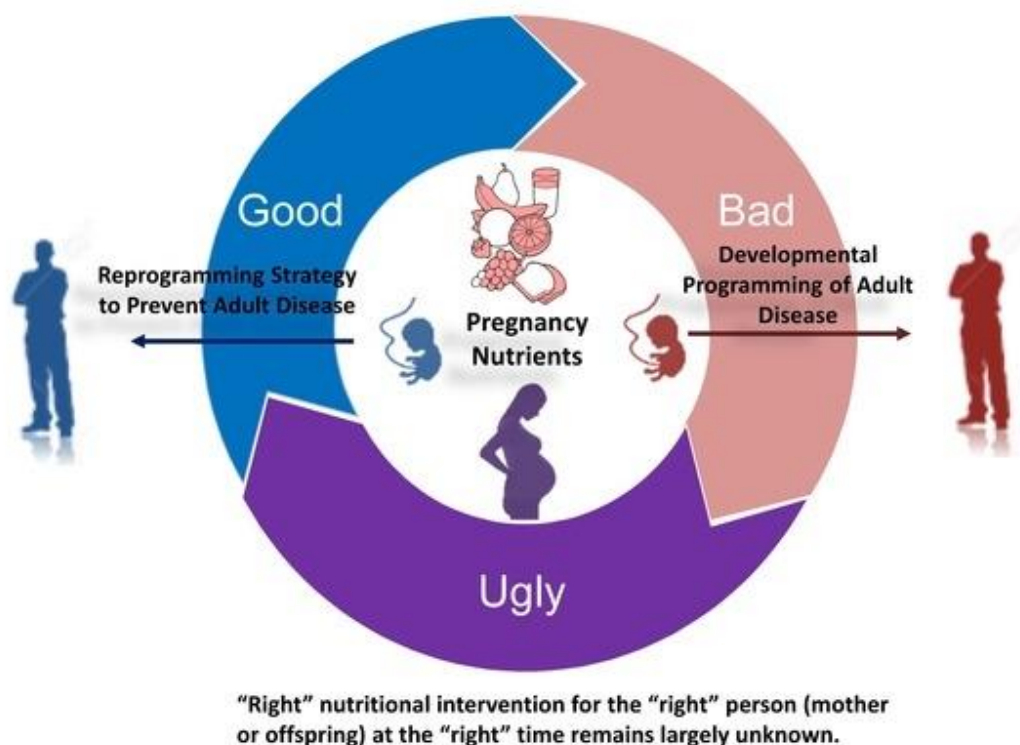 Good
Reprogramming Strategy
to Prevent Adult Disease
Pregnancy
Nutrients
Bad
Developmental
Programming of Adult
Disease
Ugly
“Right” nutritional intervention for the “right” person (mother
or offspring) at the “right” time remains largely unknown.